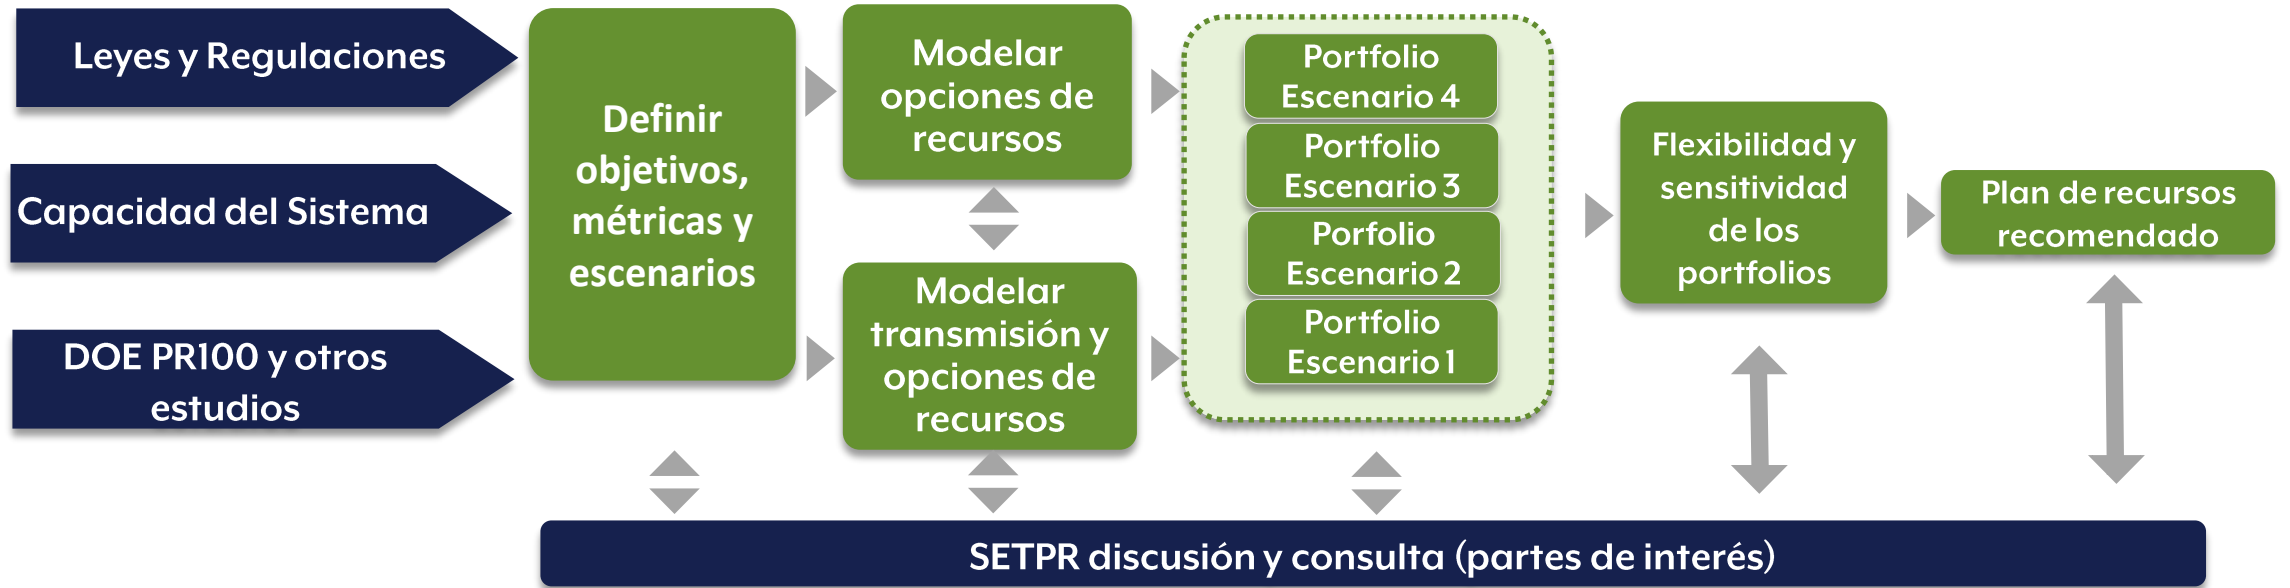 Leyes y Regulaciones
Capacidad del Sistema
DOE PR100 y otros
estudios
Definir
objetivos,
métricas y
escenarios
Modelar
opciones de
recursos
Modelar
transmisión y
opciones de
recursos
Portfolio
Escenario 4
Portfolio
Escenario 3
Porfolio
Escenario 2
Portfolio
Escenario 1
Flexibilidad y
sensitividad
de los
portfolios
Plan de recursos
recomendado
SETPR discusión y consulta (partes de interés)